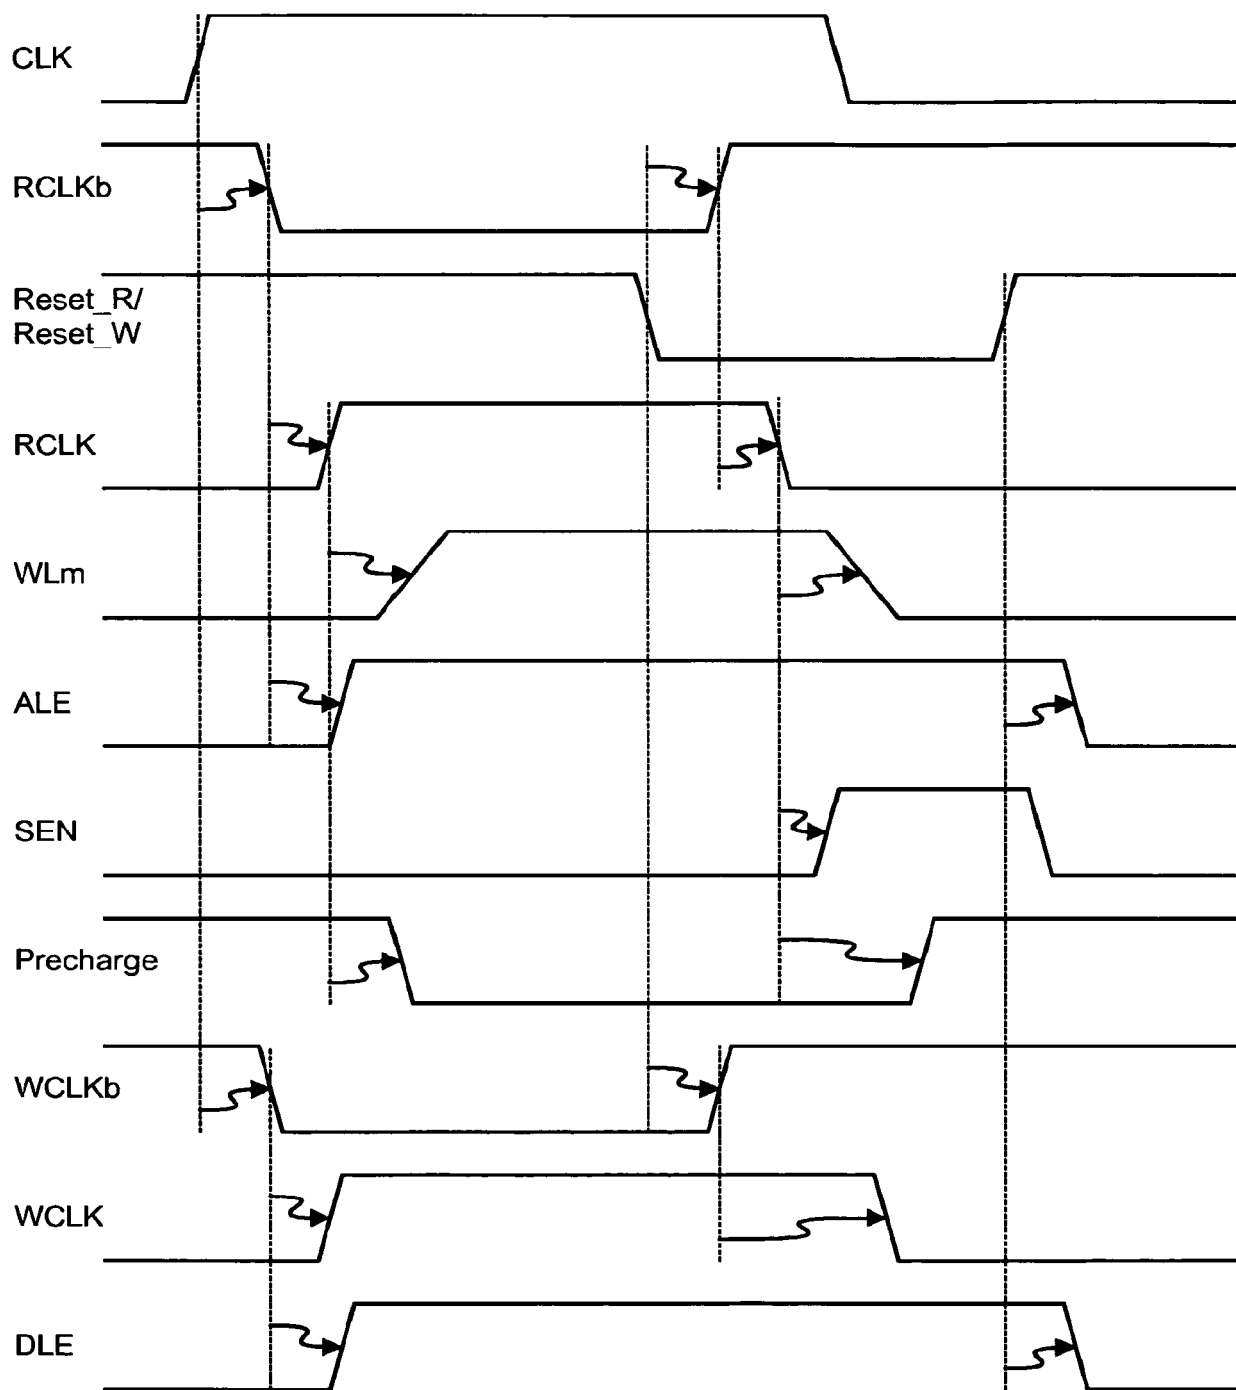 CLK
RCLKb
Reset_R/
Reset_W
RCLK
WLm
ALE
SEN
Precharge
WCLKb
WCLK
DLE